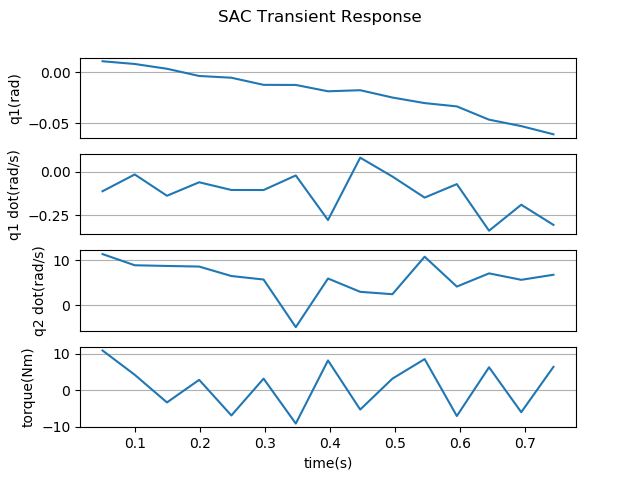 SAC Transient Response
q1(rad)
0.00
−0.05
q1 dot(rad/s)
0.00
−0.25
q2 dot(rad/s)
10
0
torque(Nm)
10
0
−10
0.1 0.2 0.3 0.4 0.5 0.6 0.7
time(s)